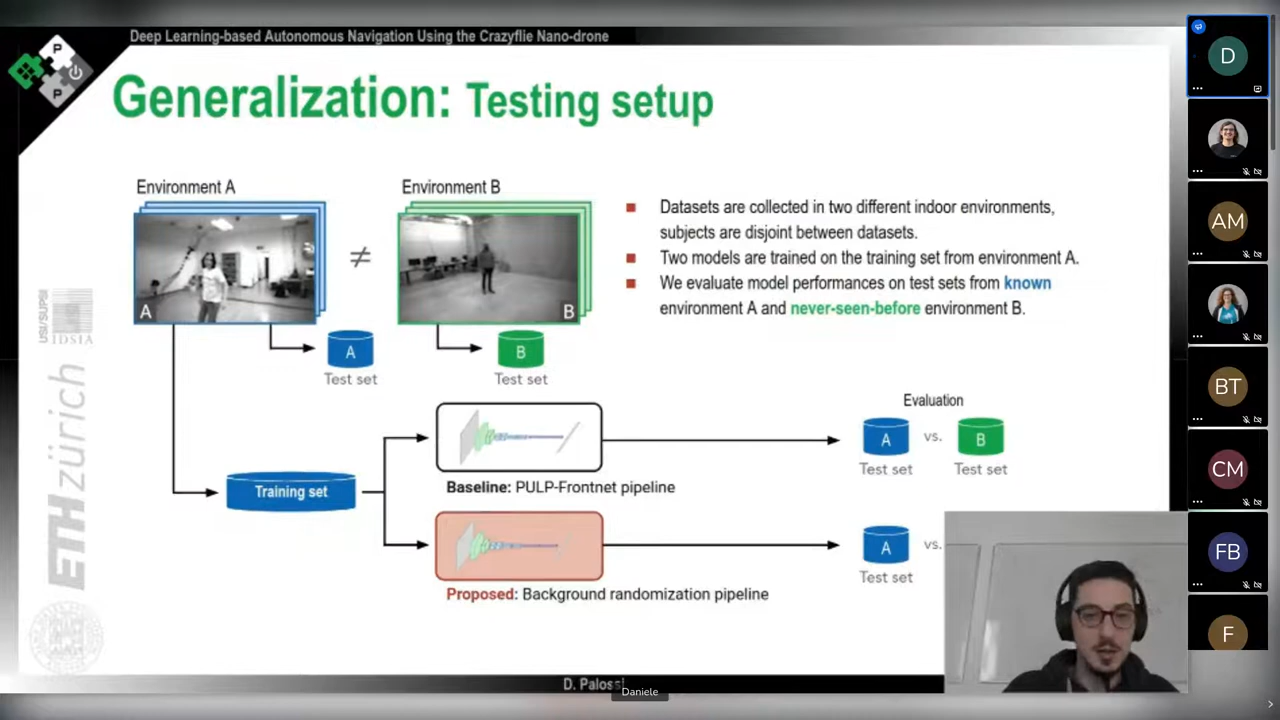 Deep Learning-based Autonomous Navigation Using the Crazyflie Nano-drone
P
P
Generalization: Testing setup
Environment A
Environment B
A
≠
B
Datasets are collected in two different indoor environments,
subjects are disjoint between datasets.
Two models are trained on the training set from environment A.
We evaluate model performances on test sets from known
environment A and never-seen-before environment B.
A
Test set
B
Test set
USI/SUPSI
IDSIA
ETH zürich
Training set
Baseline: PULP-Frontnet pipeline
Proposed: Background randomization pipeline
Evaluation
A
vs.
B
Test set
Test set
A
vs.
Test set
D. Palossi
Daniele
D
AM
BT
CM
FB
F